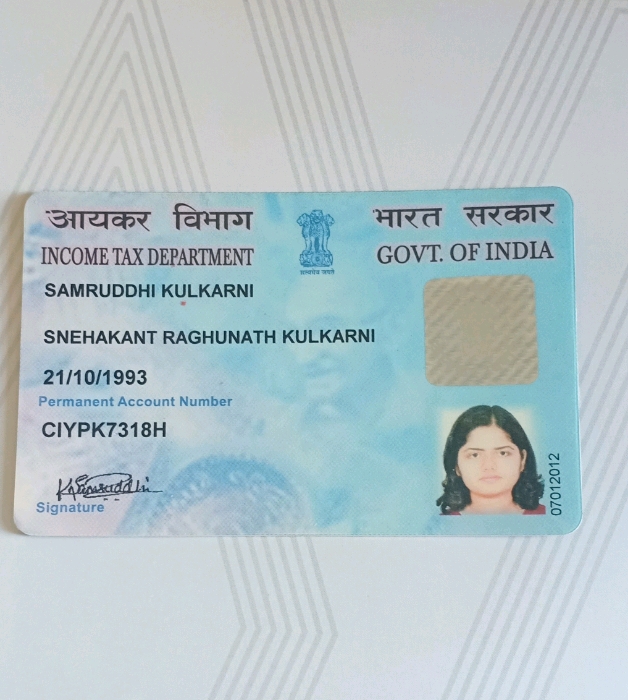 आयकर विभाग भारत सरकार
INCOME TAX DEPARTMENT GOVT. OF INDIA
सत्यमेव जयते
SAMRUDDHI KULKARNI
SNEHAKANT RAGHUNATH KULKARNI
21/10/1993
Permanent Account Number
CIYPK7318H
Signature
07012012